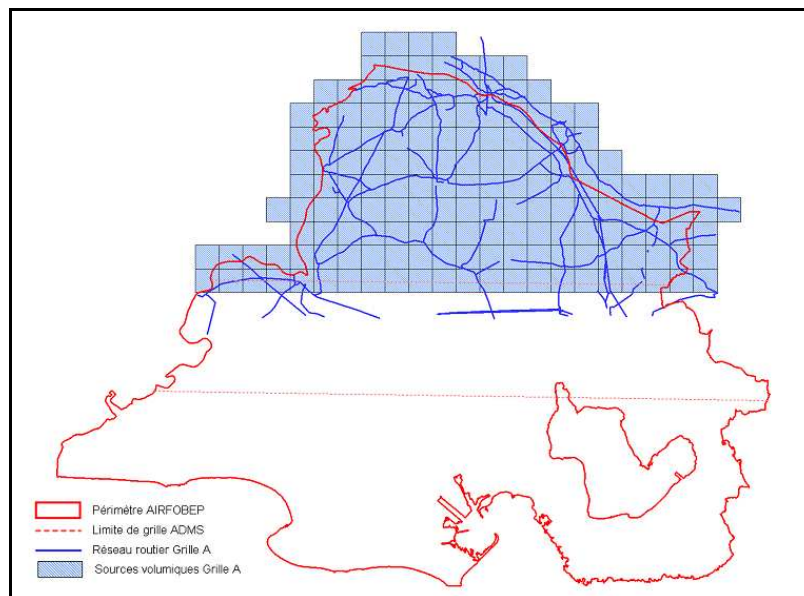 Périmètre AIRFOBEP
Limite de grille ADMS
Réseau routier Grille A
Sources volumiques Grille A